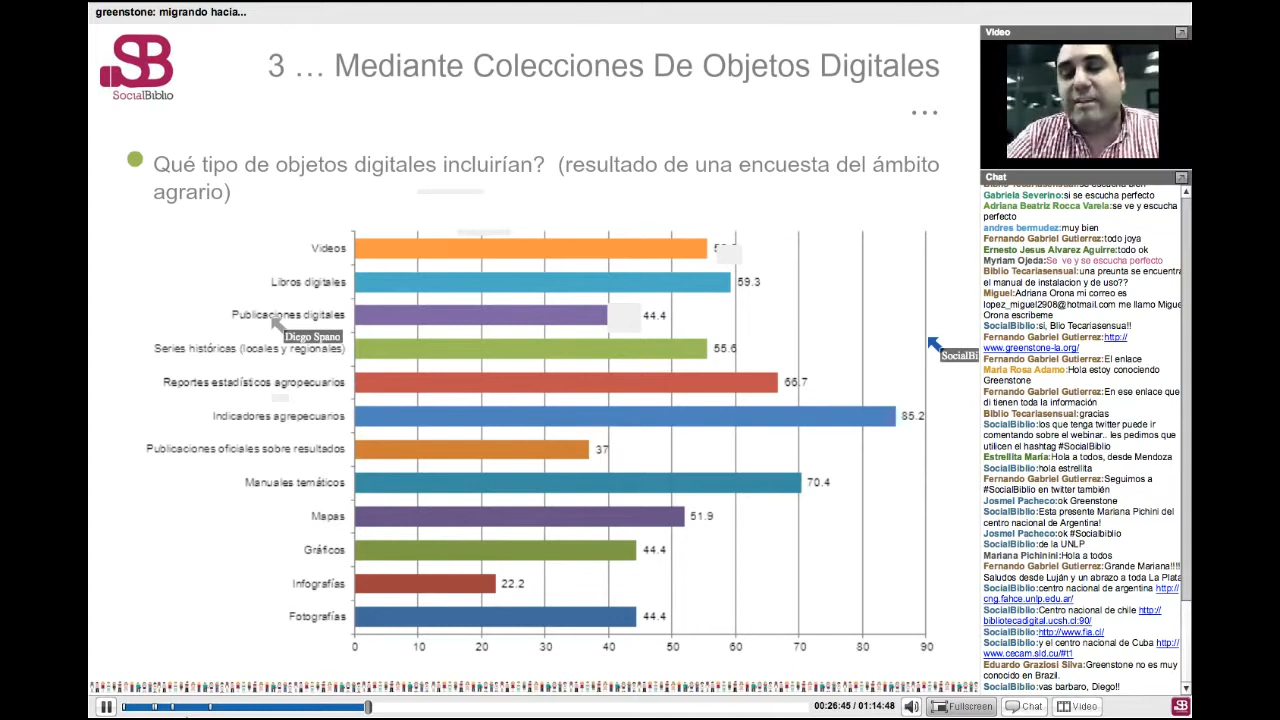 greenstone: migrando hacia...
SB
SocialBiblio
3 … Mediante Colecciones De Objetos Digitales
…
Qué tipo de objetos digitales incluirían? (resultado de una encuesta del ámbito
agrario)
Videos
Libros digitales 59.3
Publicaciones digitales 44.4
Diego Spano
Series históricas (locales y regionales) 55.6
SocialBi
Reportes estadísticos agropecuarios 66.7
Indicadores agrepecuarios 85.2
Publicaciones oficiales sobre resultados 37
Manuales temáticos 70.4
Mapas 51.9
Gráficos 44.4
Infografías 22.2
Fotografías 44.4
0 10 20 30 40 50 60 70 80 90
Video
Chat
Gabriela Severino:si se escucha perfecto
Adriana Beatriz Rocca Varela:se ve y escucha
perfecto
andres bermudez:muy bien
Fernando Gabriel Gutierrez:todo joya
Ernesto Jesus Alvarez Aguirre:todo ok
Myriam Ojeda:Se ve y se escucha perfecto
Biblio Tecariasensual:una preunta se encuentra
el manual de instalacion y de uso??
Miguel:Adriana Orona mi correo es
lopez_miguel2908@hotmail.com me llamo Migue
Orona escribeme
SocialBiblio:si, Blio Tecariasensua!!
Fernando Gabriel Gutierrez:http://
www.greenstone-la.org/
Fernando Gabriel Gutierrez:El enlace
Maria Rosa Adamo:Hola estoy conociendo
Greenstone
Fernando Gabriel Gutierrez:En ese enlace que
di tienen toda la información
Biblio Tecariasensual:gracias
SocialBiblio:los que tenga twitter puede ir
comentando sobre el webinar.. les pedimos que
utilicen el hashtag #SocialBiblio
Estrellita María:Hola a todos, desde Mendoza
SocialBiblio:hola estrellita
Fernando Gabriel Gutierrez:Seguimos a
#SocialBiblio en twitter también
Josmel Pacheco:ok Greenstone
SocialBiblio:Esta presente Mariana Pichini del
centro nacional de Argentina!
Josmel Pacheco:ok #Socialbiblio
SocialBiblio:de la UNLP
Mariana Pichinini:Hola a todos
Fernando Gabriel Gutierrez:Grande Mariana!!!!
Saludos desde Luján y un abrazo a toda La Plata
SocialBiblio:centro nacional de argentina http://
cng.fahce.unlp.edu.ar/
SocialBiblio:Centro nacional de chile http://
bibliotecadigital.ucsh.cl:90/
SocialBiblio:http://www.fia.cl/
SocialBiblio:y el centro nacional de Cuba http://
www.cecam.sld.cu/#t1
Eduardo Graziosi Silva:Greenstone no es muy
conocido en Brazil.
SocialBiblio:vas barbaro, Diego!!
00:26:45 / 01:14:48
Fullscreen
Chat
Video
SB